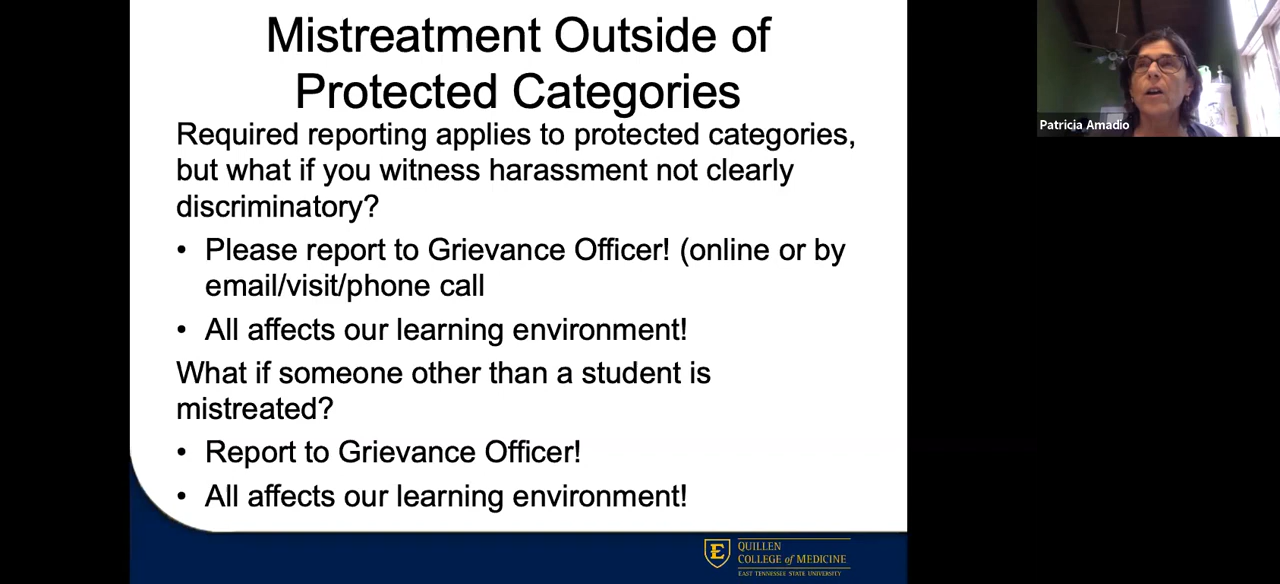 Mistreatment Outside of
Protected Categories
Required reporting applies to protected categories,
but what if you witness harassment not clearly
discriminatory?
• Please report to Grievance Officer! (online or by
email/visit/phone call
• All affects our learning environment!
What if someone other than a student is
mistreated?
• Report to Grievance Officer!
• All affects our learning environment!
E
QUILLEN
COLLEGE of MEDICINE
EAST TENNESSEE STATE UNIVERSITY
Patricia Amadio